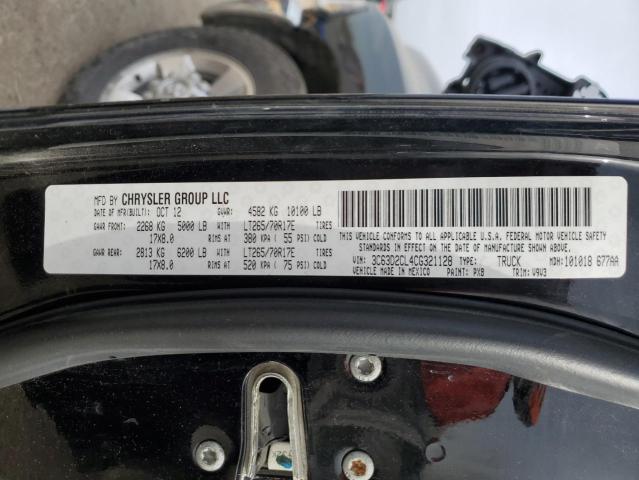 MFD BY CHRYSLER GROUP LLC
DATE OF MFR(BUILT): OCT 12 GVWR: 4582 KG 10100 LB
GAWR FRONT: 2268 KG 5000 LB WITH LT265/70R17E TIRES
17X8.0 RIMS AT 380 KPA( 55 PSI)COLD
GAWR REAR: 2813 KG 6200 LB WITH LT265/70R17E TIRES
17X8.0 RIMS AT 520 KPA( 75 PSI)COLD
THIS VEHICLE CONFORMS TO ALL APPLICABLE U.S.A. FEDERAL MOTOR VEHICLE SAFETY
STANDARDS IN EFFECT ON THE DATE OF MANUFACTURE SHOWN ABOVE.
VIN: 3C63D2CL4CG321128 TYPE: TRUCK MDH: 101018 677AA
VEHICLE MADE IN MEXICO PAINT: PXB TRIM: V9V3